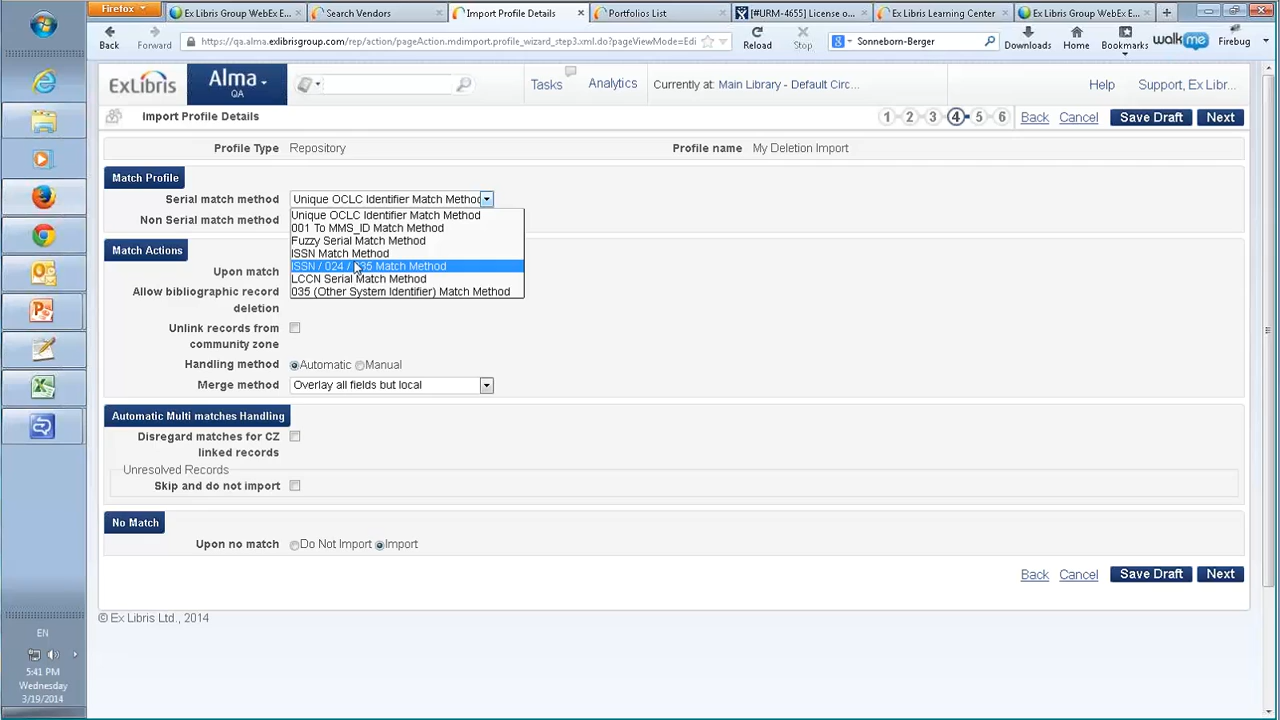 Firefox
Ex Libris Group WebEx E...
Search Vendors
Import Profile Details
Portfolios List
[#URM-4655] License o...
Ex Libris Learning Center
Ex Libris Group WebEx E...
Back
Forward
https://qa.alma.exlibrisgroup.com/rep/action/pageAction.mdimport.profile_wizard_step3.xml.do?pageViewMode=Edi
Reload
Stop
Sonneborn-Berger
Downloads
Home
Bookmarks
walkme
Firebug
ExLibris
Alma
QA
Tasks
Analytics
Currently at: Main Library - Default Circ...
Help
Support, Ex Libr...
Import Profile Details
1 2 3 4 5 6
Back
Cancel
Save Draft
Next
Profile Type Repository
Profile name My Deletion Import
Match Profile
Serial match method Unique OCLC Identifier Match Method
Unique OCLC Identifier Match Method
Non Serial match method
001 To MMS_ID Match Method
Fuzzy Serial Match Method
ISSN Match Method
ISSN / 024 / 035 Match Method
LCCN Serial Match Method
035 (Other System Identifier) Match Method
Match Actions
Upon match
Allow bibliographic record
deletion
Unlink records from
community zone
Handling method Automatic Manual
Merge method Overlay all fields but local
Automatic Multi matches Handling
Disregard matches for CZ
linked records
Unresolved Records
Skip and do not import
No Match
Upon no match Do Not Import Import
Back
Cancel
Save Draft
Next
© Ex Libris Ltd., 2014
EN
5:41 PM
Wednesday
3/19/2014